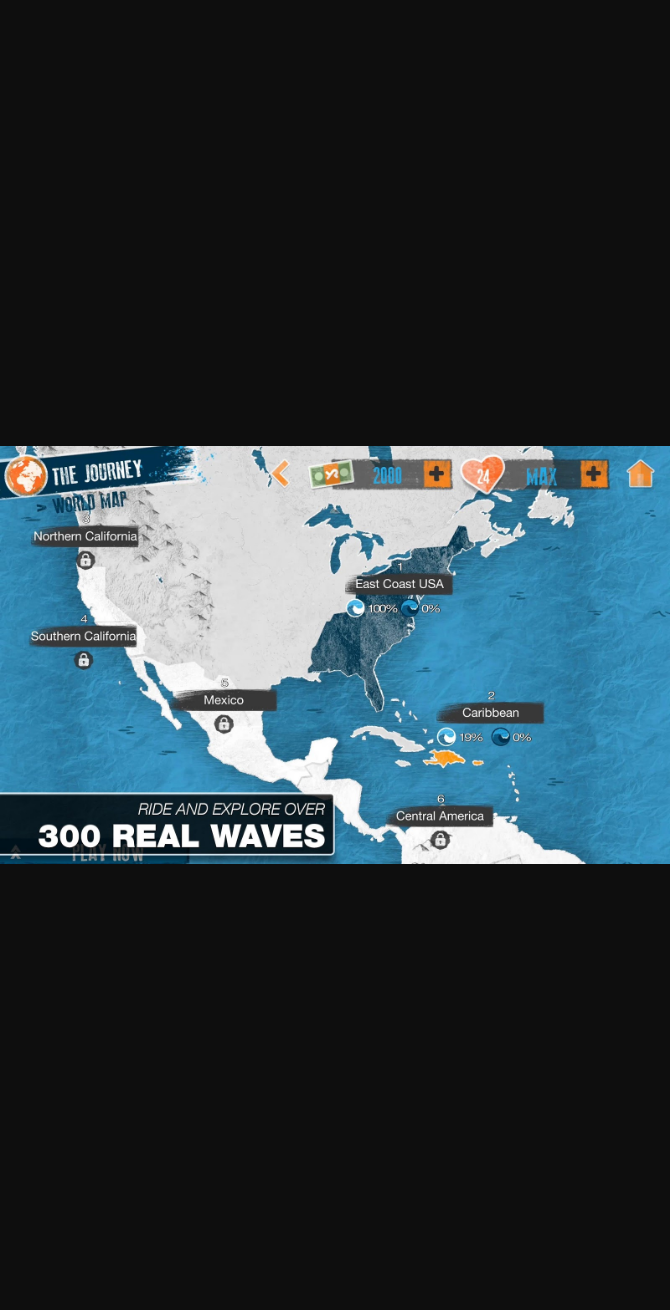 THE JOURNEY
> WORLD MAP
2000
24
MAX
3
Northern California
1
East Coast USA
100% 0%
4
Southern California
5
Mexico
2
Caribbean
19% 0%
6
Central America
RIDE AND EXPLORE OVER
300 REAL WAVES
PLAY NOW